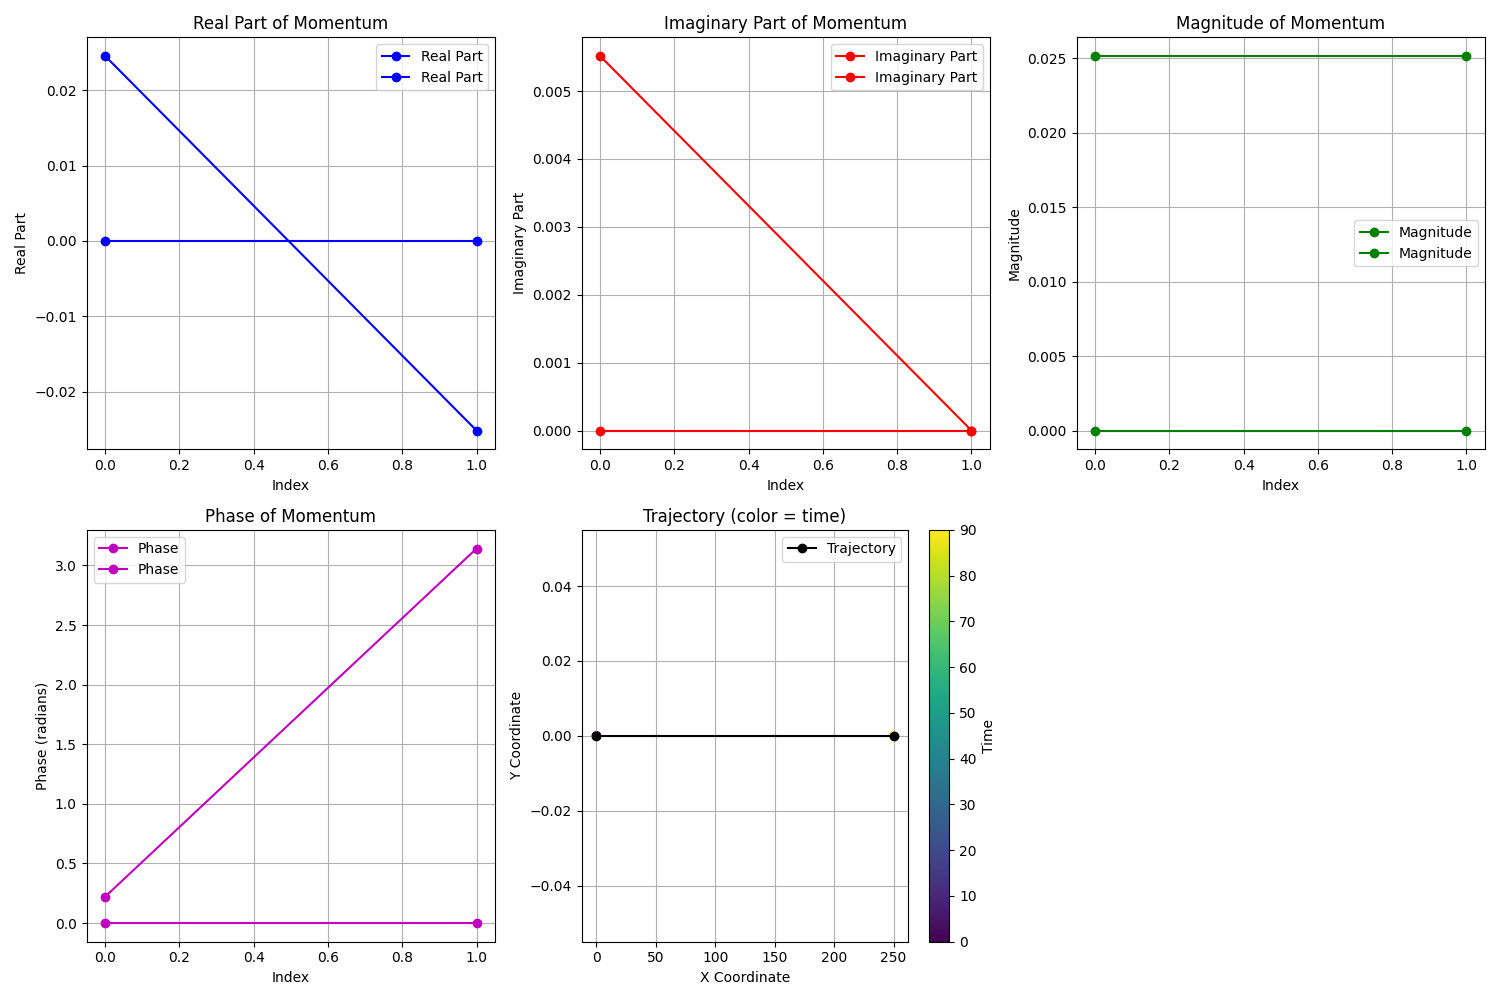 Real Part of Momentum
Real Part
Real Part
0.02
0.01
0.00
−0.01
−0.02
Real Part
0.0 0.2 0.4 0.6 0.8 1.0
Index
Imaginary Part of Momentum
Imaginary Part
Imaginary Part
0.005
0.004
0.003
0.002
0.001
0.000
Imaginary Part
0.0 0.2 0.4 0.6 0.8 1.0
Index
Magnitude of Momentum
0.025
0.020
0.015
0.010
0.005
0.000
Magnitude
Magnitude
Magnitude
0.0 0.2 0.4 0.6 0.8 1.0
Index
Phase of Momentum
Phase
Phase
3.0
2.5
2.0
1.5
1.0
0.5
0.0
Phase (radians)
0.0 0.2 0.4 0.6 0.8 1.0
Index
Trajectory (color = time)
Trajectory
0.04
0.02
0.00
−0.02
−0.04
Y Coordinate
0 50 100 150 200 250
X Coordinate
90
80
70
60
50
40
30
20
10
0
Time